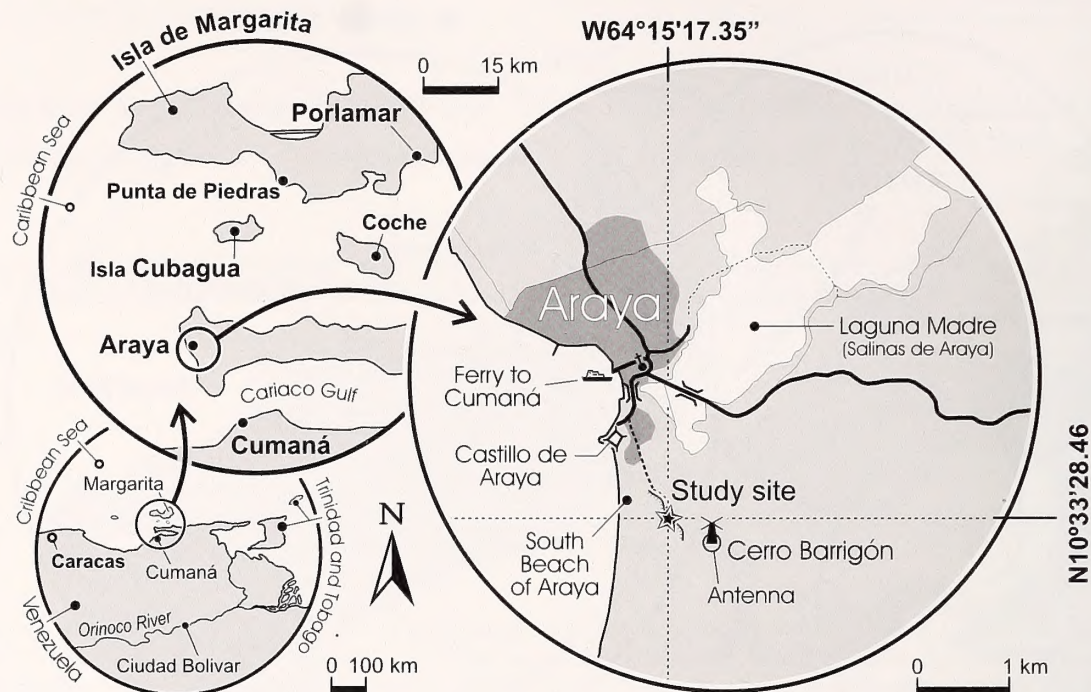 Isla de Margarita
Caribbean Sea
0 15 km
Porlamar
Punta de Piedras
Coche
Isla Cubagua
Araya
Cariaco Gulf
Cumaná
Cribbean Sea
Margarita
Caracas
Cumaná
Trinidad and Tobago
Venezuela
Orinoco River
Ciudad Bolivar
0 100 km
N
W64°15'17.35"
Araya
Laguna Madre
(Salinas de Araya)
Ferry to
Cumaná
Castillo de
Araya
Study site
South
Beach
of Araya
Cerro Barrigón
Antenna
N10°33'28.46
0 1 km